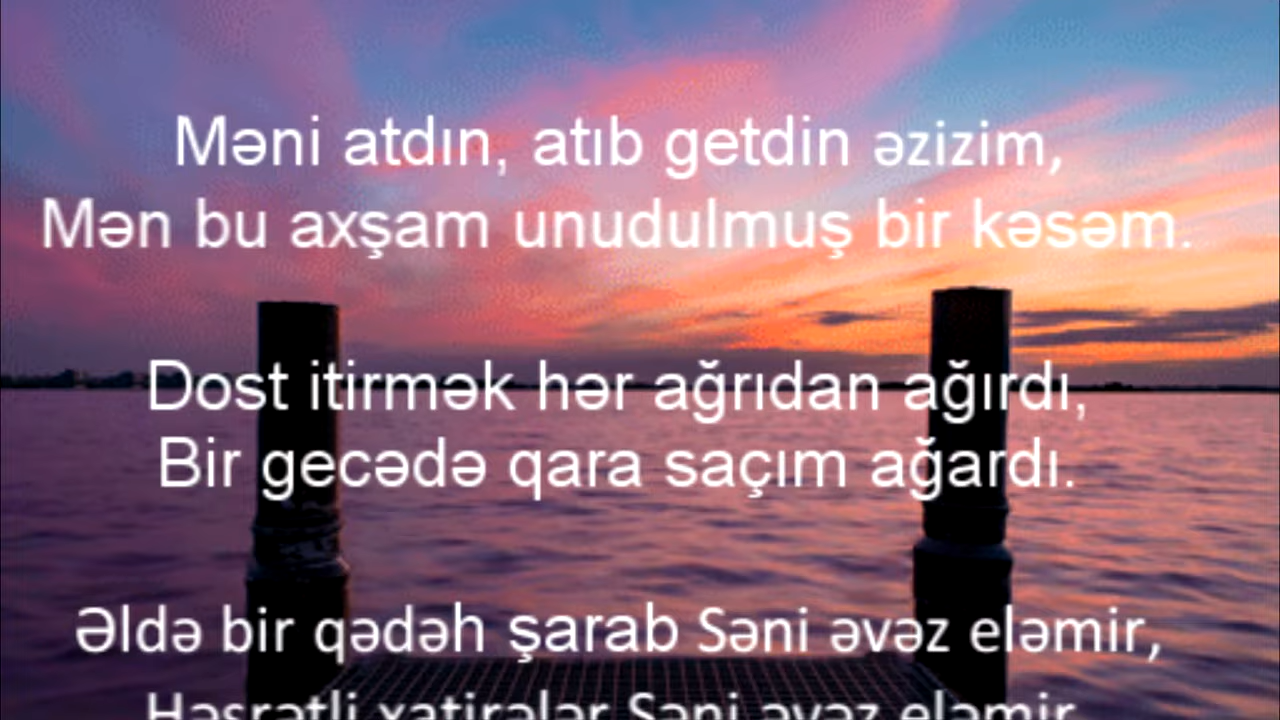 Məni atdın, atıb getdin əzizim,
Mən bu axşam unudulmuş bir kəsəm.
Dost itirmək hər ağrıdan ağırdı,
Bir gecədə qara saçım ağardı.
Əldə bir qədəh şarab Səni əvəz eləmir,
Həsrətli xatirələr Səni əvəz eləmir